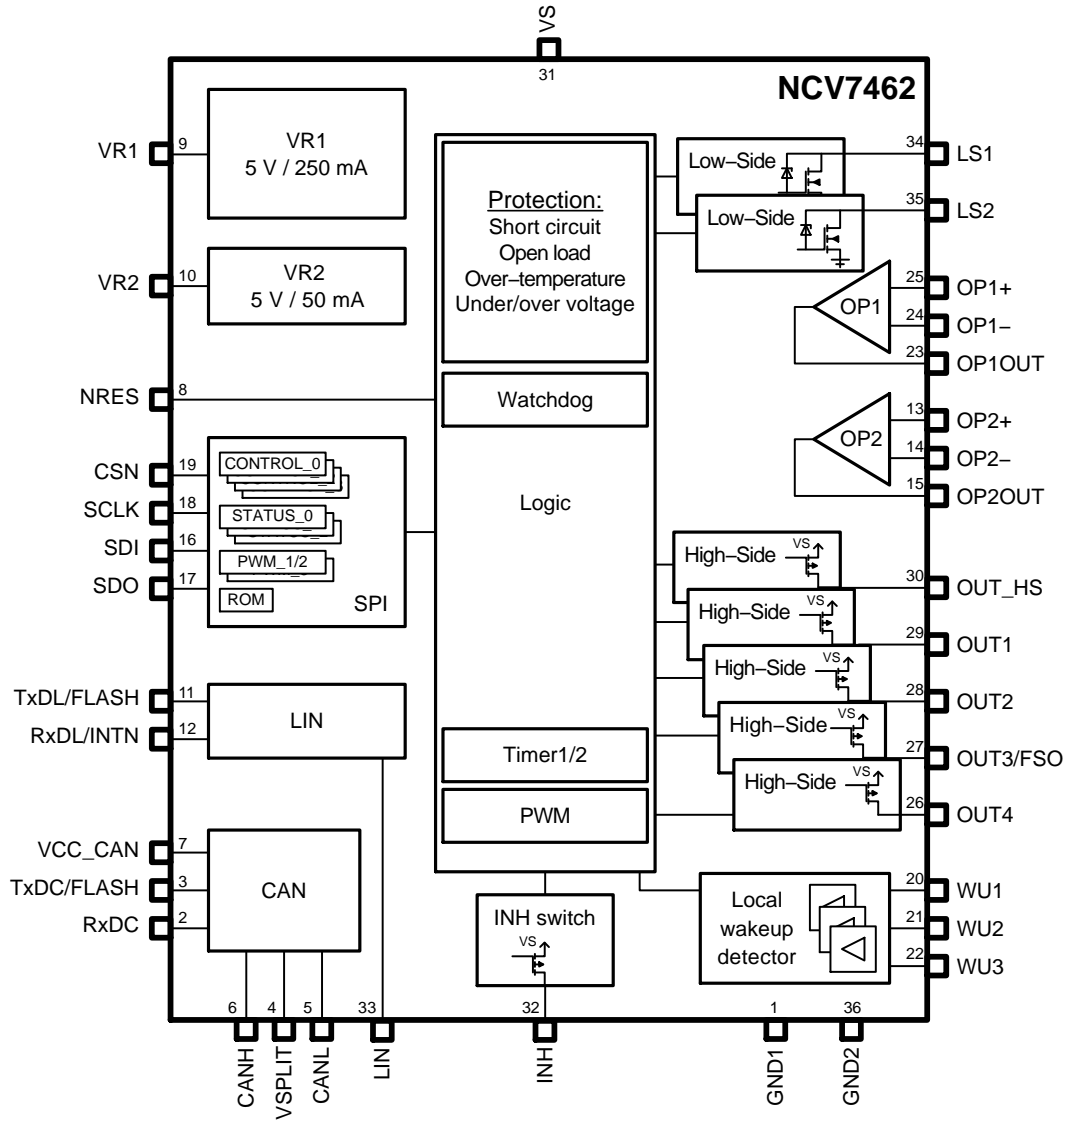 VS
31
NCV7462
VR1
9
VR1
5 V / 250 mA
VR2
10
VR2
5 V / 50 mA
NRES
8
CSN
19
SCLK
18
SDI
16
SDO
17
CONTROL_0
STATUS_0
PWM_1/2
ROM
SPI
TxDL/FLASH
11
RxDL/INTN
12
LIN
VCC_CAN
7
TxDC/FLASH
3
RxDC
2
CAN
Protection:
Short circuit
Open load
Over–temperature
Under/over voltage
Watchdog
Logic
Timer1/2
PWM
INH switch
VS
Low–Side
34
LS1
Low–Side
35
LS2
OP1
25
OP1+
24
OP1–
23
OP1OUT
OP2
13
OP2+
14
OP2–
15
OP2OUT
High–Side
VS
30
OUT_HS
High–Side
VS
29
OUT1
High–Side
VS
28
OUT2
High–Side
VS
27
OUT3/FSO
High–Side
VS
26
OUT4
Local
wakeup
detector
20
WU1
21
WU2
22
WU3
6
CANH
4
VSPLIT
5
CANL
33
LIN
32
INH
1
GND1
36
GND2